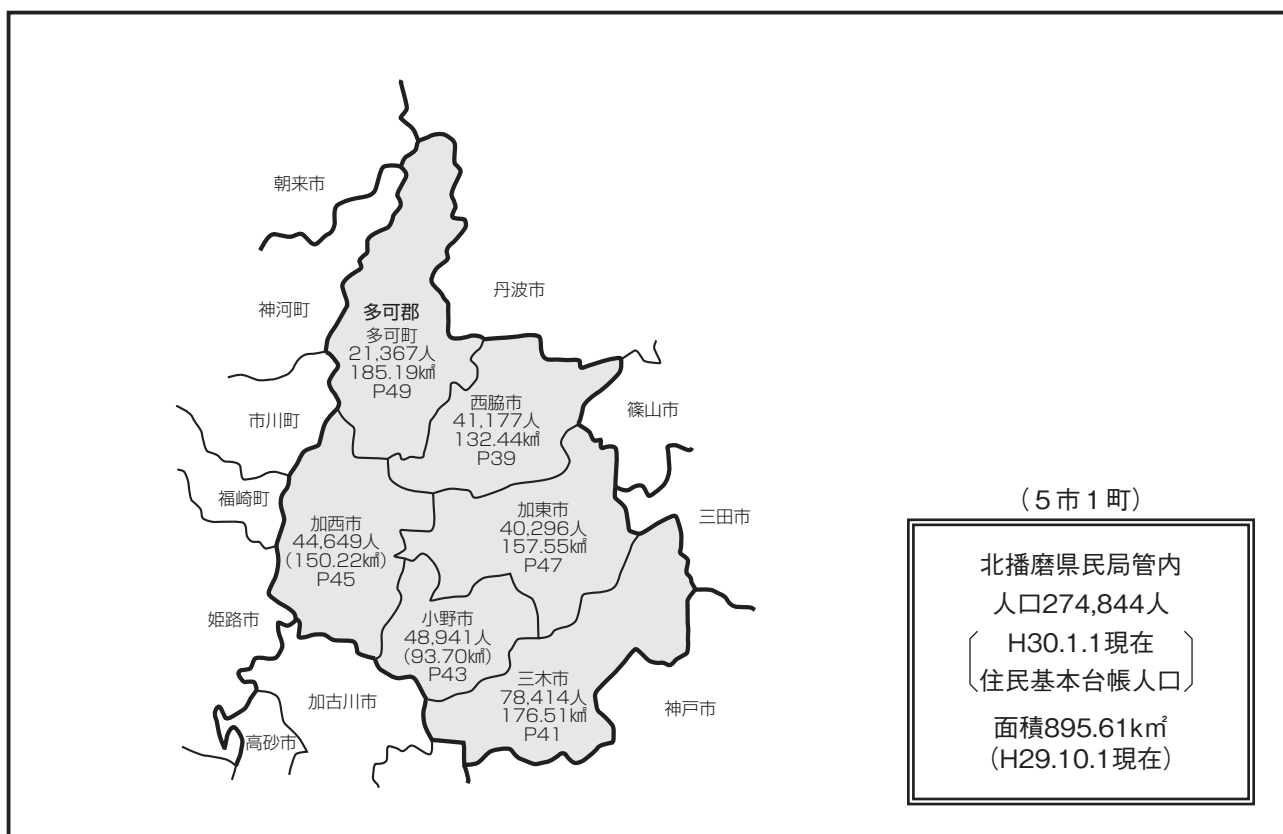 朝来市
神河町
丹波市
多可郡
多可町
21,367人
185.19㎢
P49
市川町
西脇市
41,177人
132.44㎢
P39
篠山市
福崎町
加西市
44,649人
(150.22㎢)
P45
加東市
40,296人
157.55㎢
P47
三田市
姫路市
小野市
48,941人
(93.70㎢)
P43
三木市
78,414人
176.51㎢
P41
加古川市
高砂市
神戸市
(5市1町)
北播磨県民局管内
人口274,844人
H30.1.1現在
住民基本台帳人口
面積895.61k㎡
(H29.10.1現在)